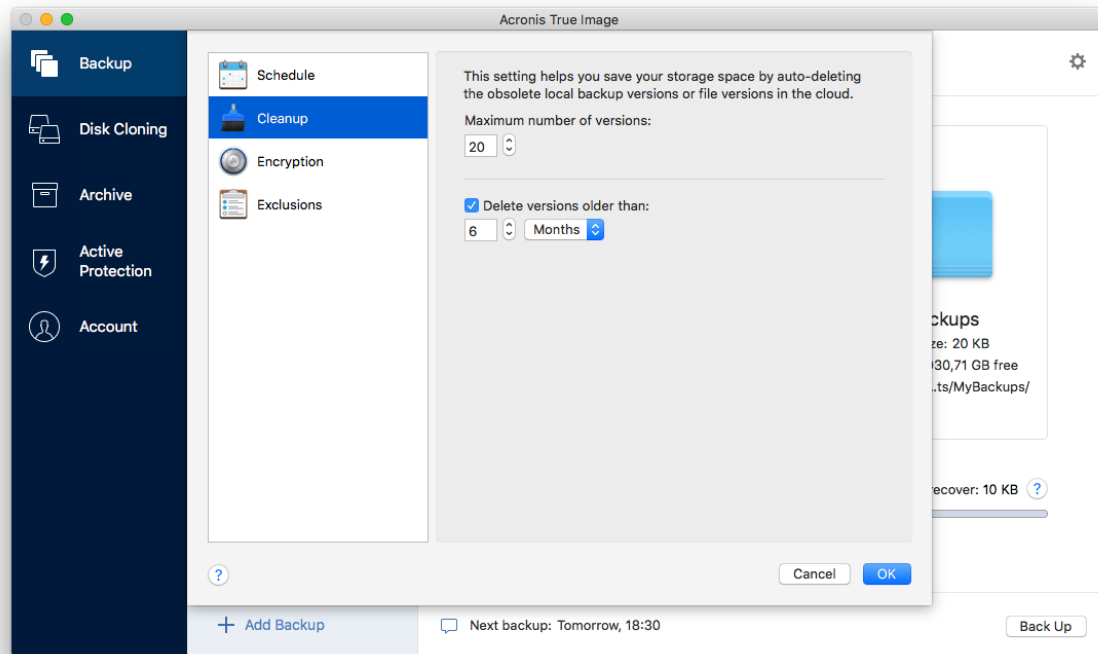 Acronis True Image
Backup
Disk Cloning
Archive
Active
Protection
Account
Schedule
Cleanup
Encryption
Exclusions
This setting helps you save your storage space by auto-deleting
the obsolete local backup versions or file versions in the cloud.
Maximum number of versions:
20
Delete versions older than:
6 Months
?
Cancel OK
ckups
ze: 20 KB
30,71 GB free
.ts/MyBackups/
recover: 10 KB ?
+ Add Backup
Next backup: Tomorrow, 18:30
Back Up